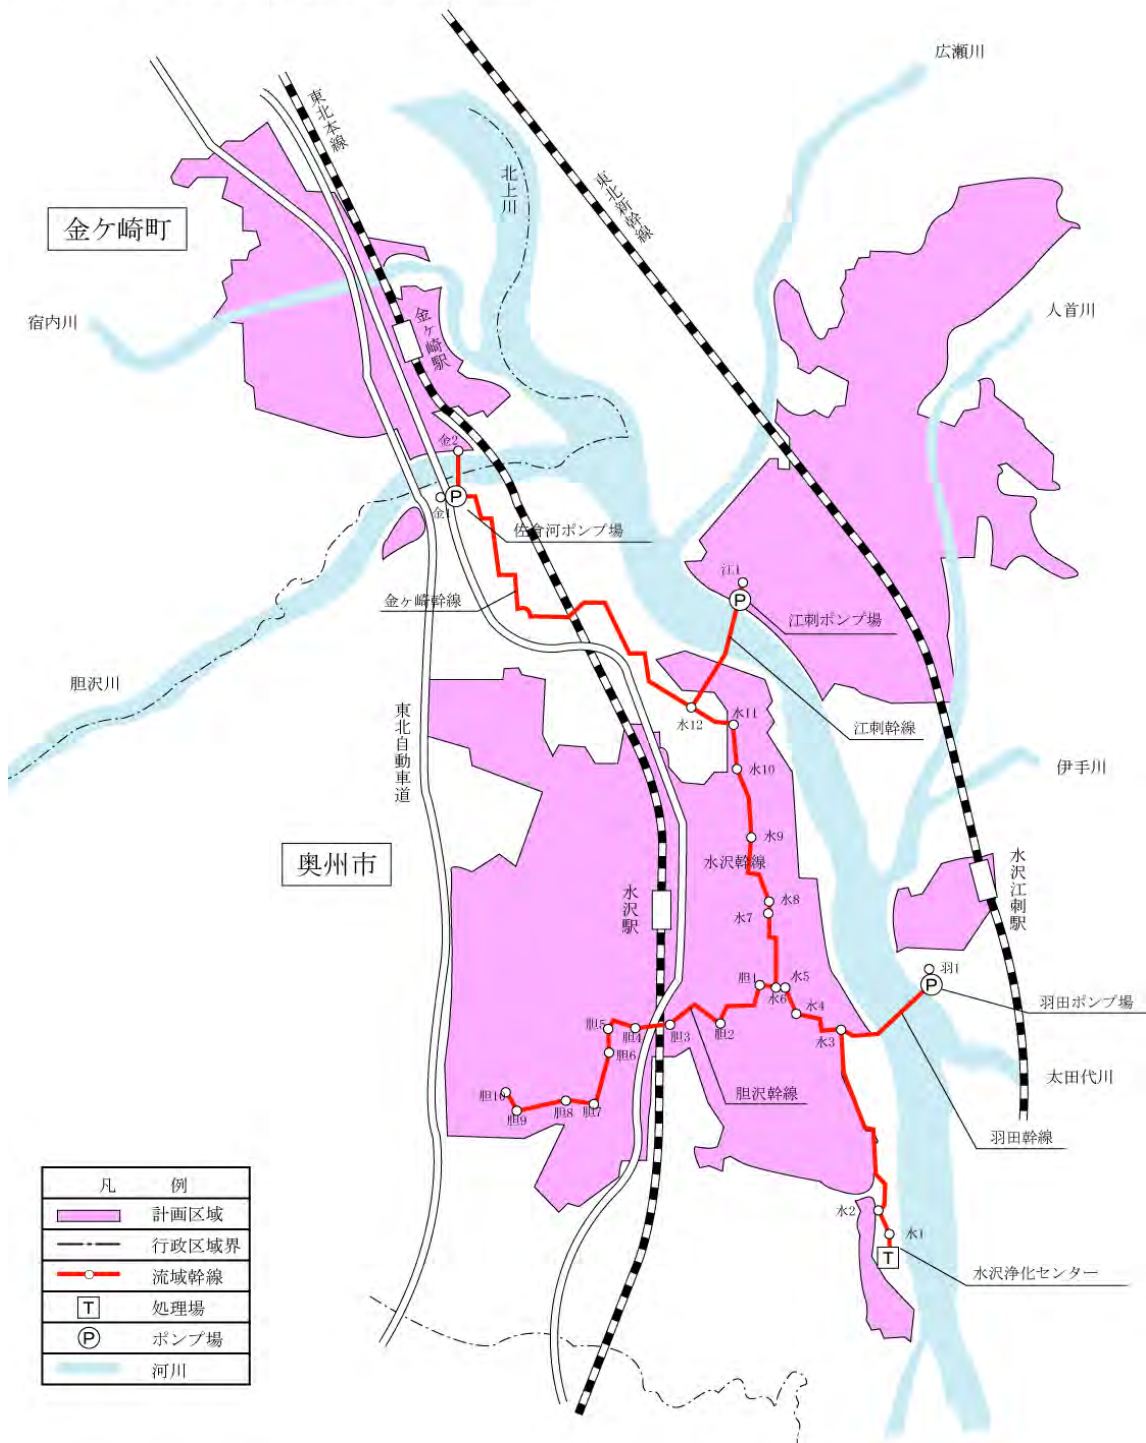 広瀬川
東北本線
北上川
東北新幹線
金ケ崎町
人首川
宿内川
金ヶ崎駅
金2
金1
佐倉河ポンプ場
江1
金ヶ崎幹線
江刺ポンプ場
胆沢川
東北自動車道
水12
水11
江刺幹線
水10
伊手川
水9
水沢幹線
奥州市
水沢江刺駅
水沢駅
水8
水7
羽1
胆1
水5
水6
羽田ポンプ場
水4
胆5
胆4
胆3
胆2
水3
胆6
太田代川
胆10
胆9
胆8
胆7
胆沢幹線
羽田幹線
水2
水1
水沢浄化センター
T
P
P
P
凡例
計画区域
行政区域界
流域幹線
T 処理場
P ポンプ場
河川